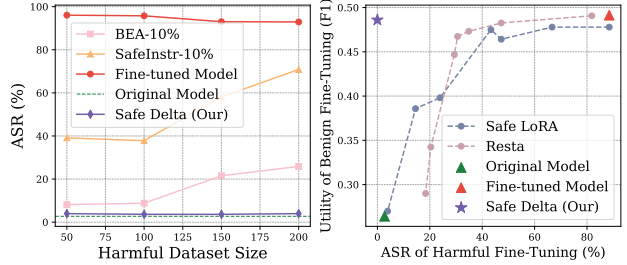 ASR (%)
100
80
60
40
20
0
BEA-10%
SafeInstr-10%
Fine-tuned Model
Original Model
Safe Delta (Our)
50
75
100
125
150
175
200
Harmful Dataset Size
Utility of Benign Fine-Tuning (F1)
0.50
0.45
0.40
0.35
0.30
Safe LoRA
Resta
Original Model
Fine-tuned Model
Safe Delta (Our)
0
20
40
60
80
ASR of Harmful Fine-Tuning (%)